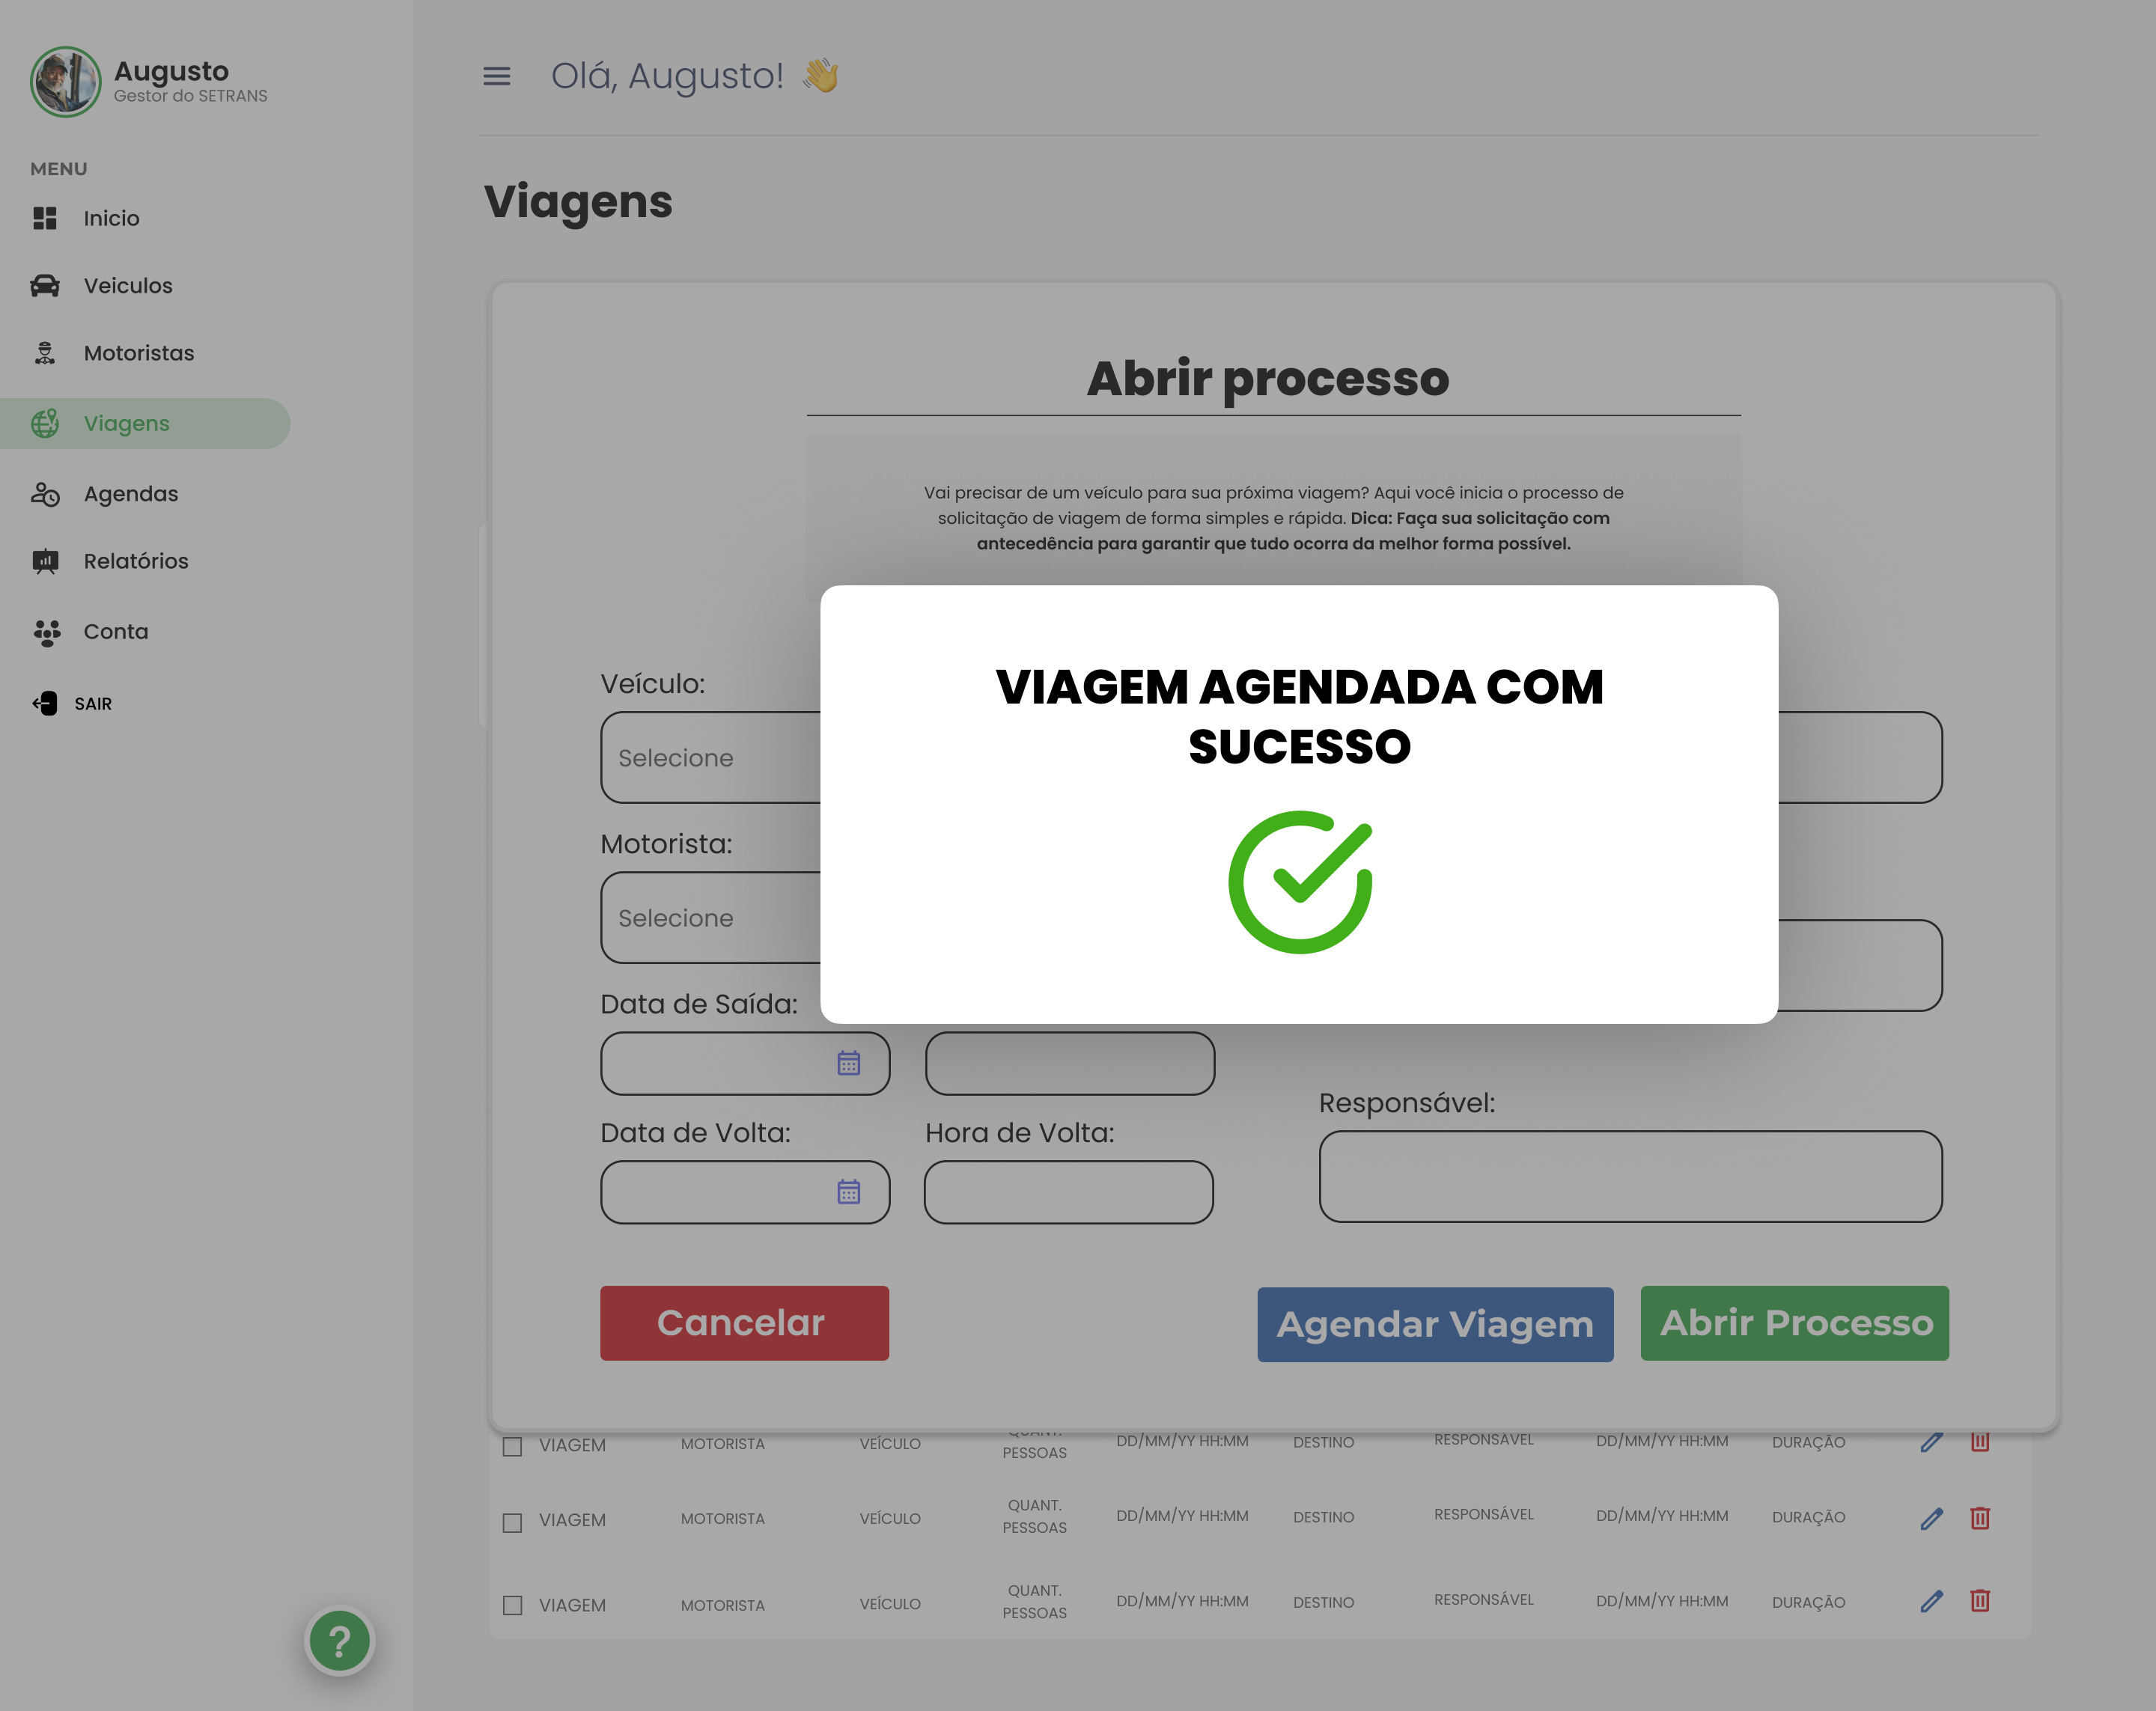 Augusto
Gestor do SETRANS
MENU
Inicio
Veiculos
Motoristas
Viagens
Agendas
Relatórios
Conta
SAIR
?
Olá, Augusto! 👋
Viagens
Abrir processo
Vai precisar de um veículo para sua próxima viagem? Aqui você inicia o processo de
solicitação de viagem de forma simples e rápida. Dica: Faça sua solicitação com
antecedência para garantir que tudo ocorra da melhor forma possível.
VIAGEM AGENDADA COM
SUCESSO
Veículo:
Selecione
Motorista:
Selecione
Data de Saída:
Data de Volta:
Hora de Volta:
Responsável:
Cancelar
Agendar Viagem
Abrir Processo
VIAGEM MOTORISTA VEÍCULO QUANT. PESSOAS DD/MM/YY HH:MM DESTINO RESPONSÁVEL DD/MM/YY HH:MM DURAÇÃO
VIAGEM MOTORISTA VEÍCULO QUANT. PESSOAS DD/MM/YY HH:MM DESTINO RESPONSÁVEL DD/MM/YY HH:MM DURAÇÃO
VIAGEM MOTORISTA VEÍCULO QUANT. PESSOAS DD/MM/YY HH:MM DESTINO RESPONSÁVEL DD/MM/YY HH:MM DURAÇÃO